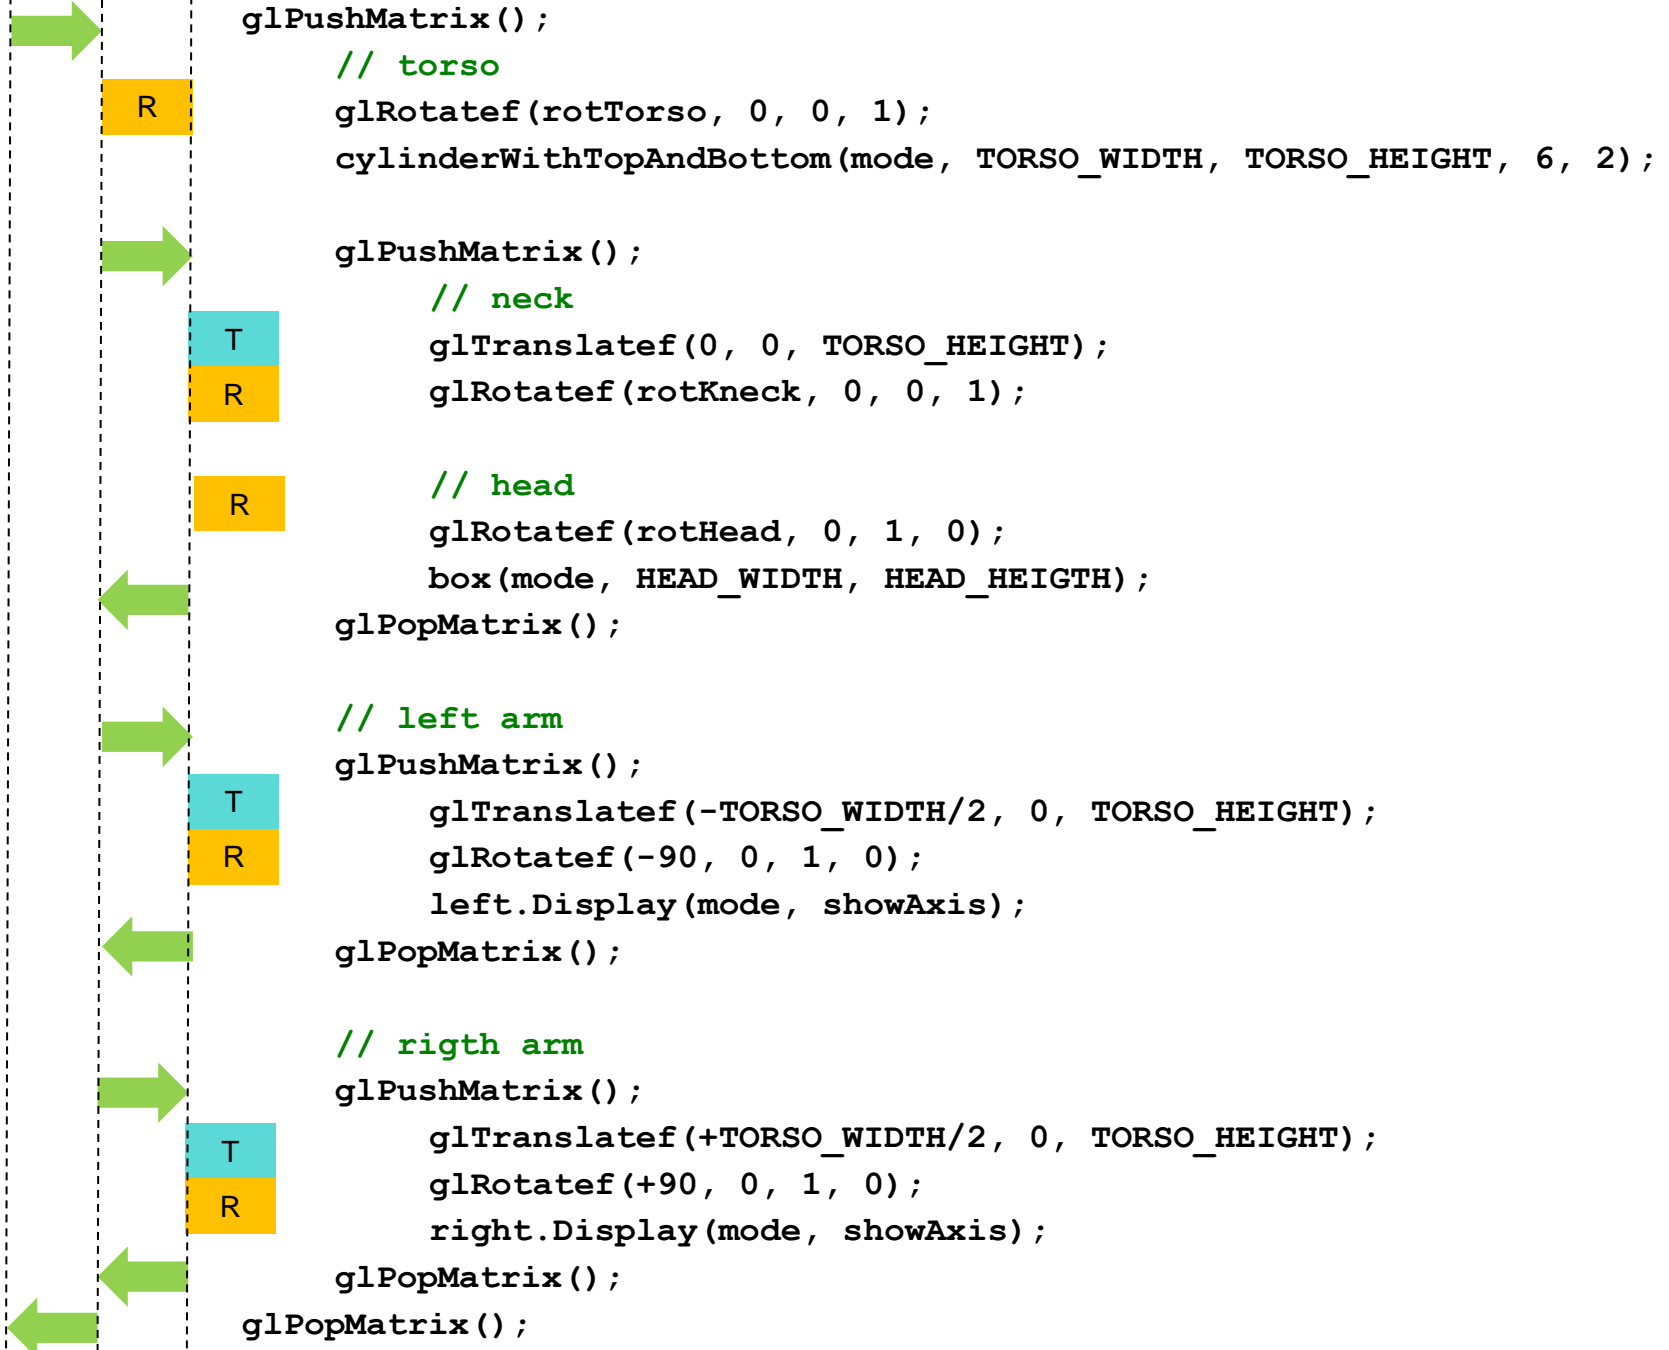 glPushMatrix();
// torso
R
glRotatef(rotTorso, 0, 0, 1);
cylinderWithTopAndBottom(mode, TORSO_WIDTH, TORSO_HEIGHT, 6, 2);
glPushMatrix();
// neck
T
glTranslatef(0, 0, TORSO_HEIGHT);
R
glRotatef(rotKneck, 0, 0, 1);
// head
R
glRotatef(rotHead, 0, 1, 0);
box(mode, HEAD_WIDTH, HEAD_HEIGTH);
glPopMatrix();
// left arm
glPushMatrix();
T
glTranslatef(-TORSO_WIDTH/2, 0, TORSO_HEIGHT);
R
glRotatef(-90, 0, 1, 0);
left.Display(mode, showAxis);
glPopMatrix();
// rigth arm
glPushMatrix();
T
glTranslatef(+TORSO_WIDTH/2, 0, TORSO_HEIGHT);
R
glRotatef(+90, 0, 1, 0);
right.Display(mode, showAxis);
glPopMatrix();
glPopMatrix();